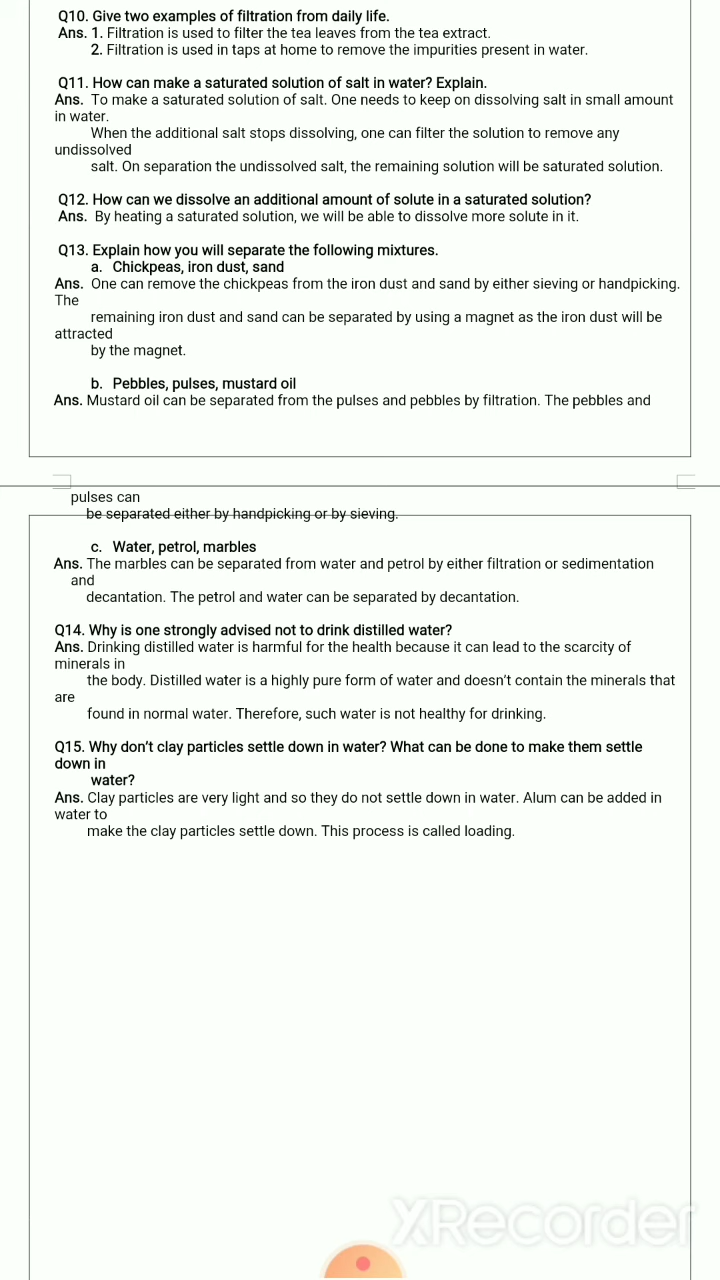 Q10. Give two examples of filtration from daily life.
Ans. 1. Filtration is used to filter the tea leaves from the tea extract.
2. Filtration is used in taps at home to remove the impurities present in water.
Q11. How can make a saturated solution of salt in water? Explain.
Ans. To make a saturated solution of salt. One needs to keep on dissolving salt in small amount
in water.
When the additional salt stops dissolving, one can filter the solution to remove any
undissolved
salt. On separation the undissolved salt, the remaining solution will be saturated solution.
Q12. How can we dissolve an additional amount of solute in a saturated solution?
Ans. By heating a saturated solution, we will be able to dissolve more solute in it.
Q13. Explain how you will separate the following mixtures.
a. Chickpeas, iron dust, sand
Ans. One can remove the chickpeas from the iron dust and sand by either sieving or handpicking.
The
remaining iron dust and sand can be separated by using a magnet as the iron dust will be
attracted
by the magnet.
b. Pebbles, pulses, mustard oil
Ans. Mustard oil can be separated from the pulses and pebbles by filtration. The pebbles and
pulses can
be separated either by handpicking or by sieving.
c. Water, petrol, marbles
Ans. The marbles can be separated from water and petrol by either filtration or sedimentation
and
decantation. The petrol and water can be separated by decantation.
Q14. Why is one strongly advised not to drink distilled water?
Ans. Drinking distilled water is harmful for the health because it can lead to the scarcity of
minerals in
the body. Distilled water is a highly pure form of water and doesn't contain the minerals that
are
found in normal water. Therefore, such water is not healthy for drinking.
Q15. Why don't clay particles settle down in water? What can be done to make them settle
down in
water?
Ans. Clay particles are very light and so they do not settle down in water. Alum can be added in
water to
make the clay particles settle down. This process is called loading.
XRecorder